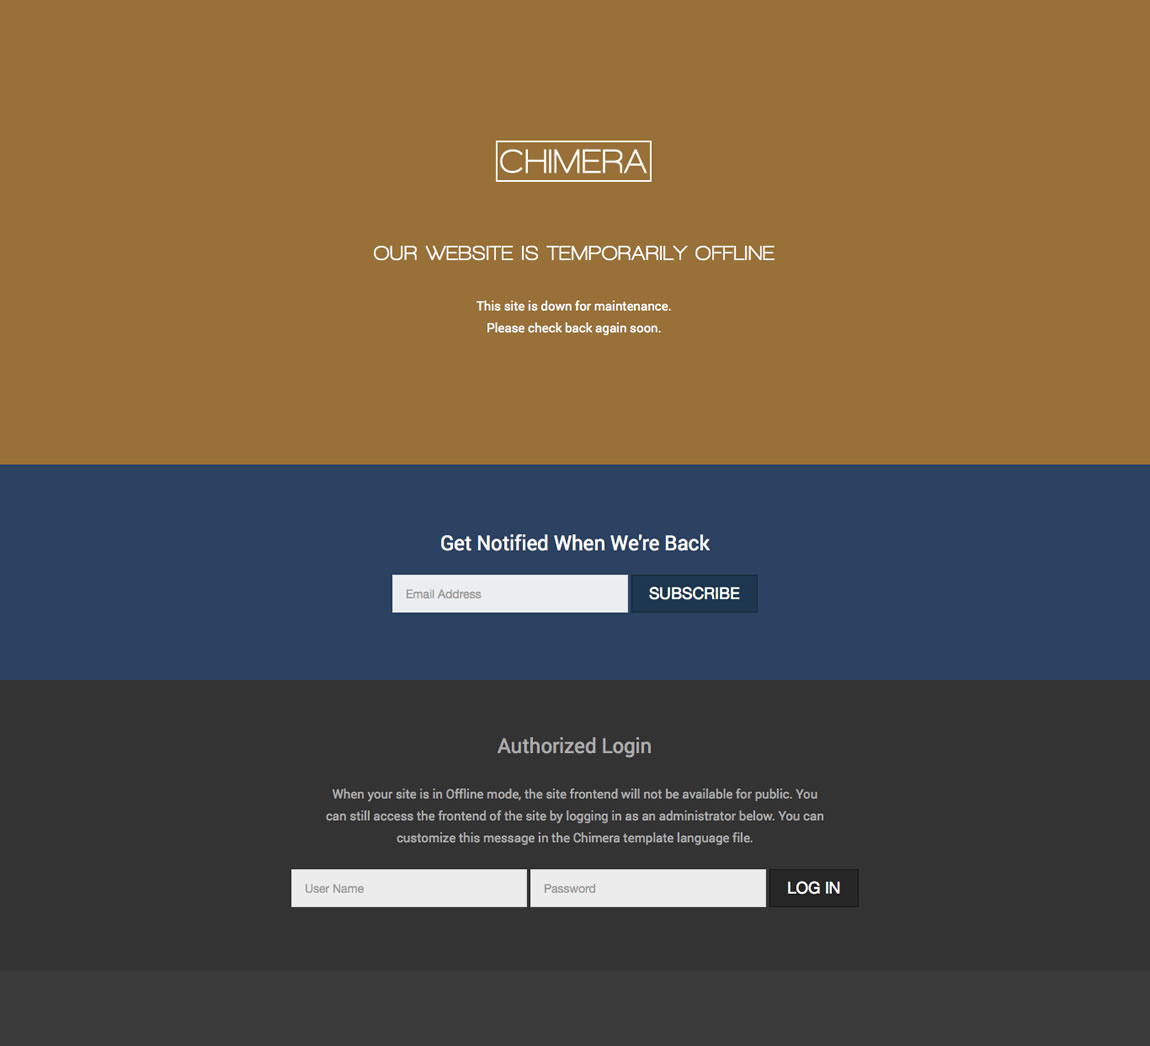 CHIMERA
OUR WEBSITE IS TEMPORARILY OFFLINE
This site is down for maintenance.
Please check back again soon.
Get Notified When We're Back
Email Address SUBSCRIBE
Authorized Login
When your site is in Offline mode, the site frontend will not be available for public. You
can still access the frontend of the site by logging in as an administrator below. You can
customize this message in the Chimera template language file.
User Name Password LOG IN